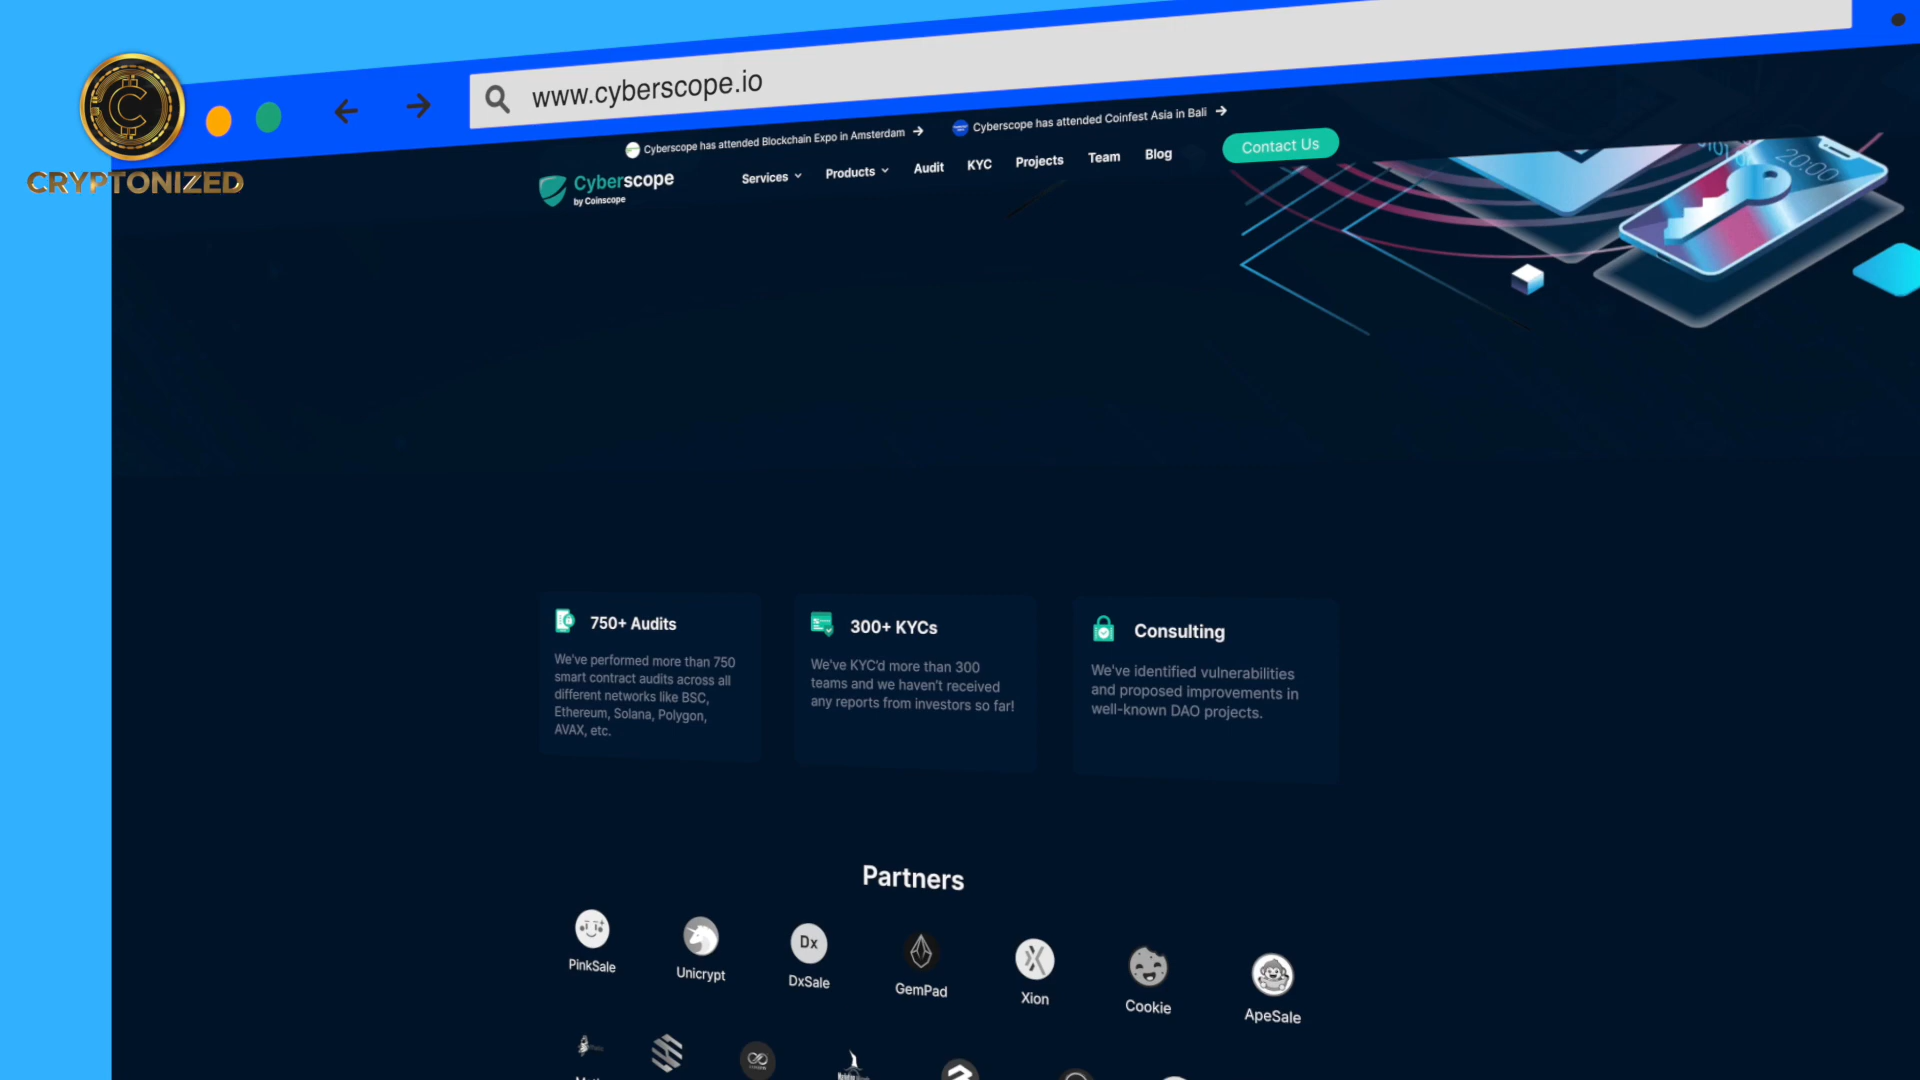 www.cyberscope.io
CRYPTONIZED
Cyberscope has attended Blockchain Expo in Amsterdam
Cyberscope has attended Coinfest Asia in Bali
Cyberscope
by Coinscope
Services
Products
Audit
KYC
Projects
Team
Blog
Contact Us
20:00
750+ Audits
We've performed more than 750
smart contract audits across all
different networks like BSC,
Ethereum, Solana, Polygon,
AVAX, etc.
300+ KYCs
We've KYC'd more than 300
teams and we haven't received
any reports from investors so far!
Consulting
We've identified vulnerabilities
and proposed improvements in
well-known DAO projects.
Partners
Dx
PinkSale
Unicrypt
DxSale
GemPad
Xion
Cookie
ApeSale